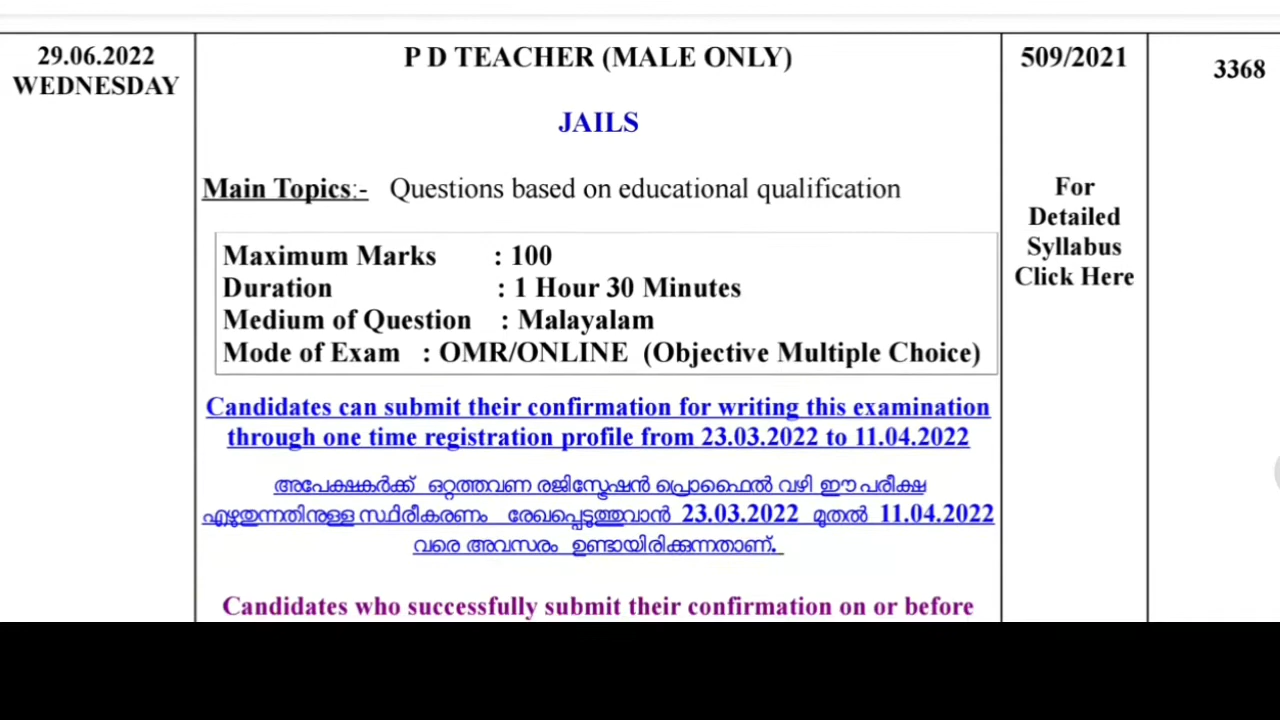 29.06.2022
WEDNESDAY
P D TEACHER (MALE ONLY)
JAILS
Main Topics:- Questions based on educational qualification
Maximum Marks : 100
Duration : 1 Hour 30 Minutes
Medium of Question : Malayalam
Mode of Exam : OMR/ONLINE (Objective Multiple Choice)
Candidates can submit their confirmation for writing this examination
through one time registration profile from 23.03.2022 to 11.04.2022
അപേക്ഷകർക്ക് ഒറ്റത്തവണ രജിസ്ട്രേഷൻ പ്രൊഫൈൽ വഴി ഈ പരീക്ഷ
എഴുതുന്നതിനുള്ള സ്ഥിരീകരണം രേഖപ്പെടുത്തുവാൻ 23.03.2022 മുതൽ 11.04.2022
വരെ അവസരം ഉണ്ടായിരിക്കുന്നതാണ്.
Candidates who successfully submit their confirmation on or before
509/2021
For
Detailed
Syllabus
Click Here
3368